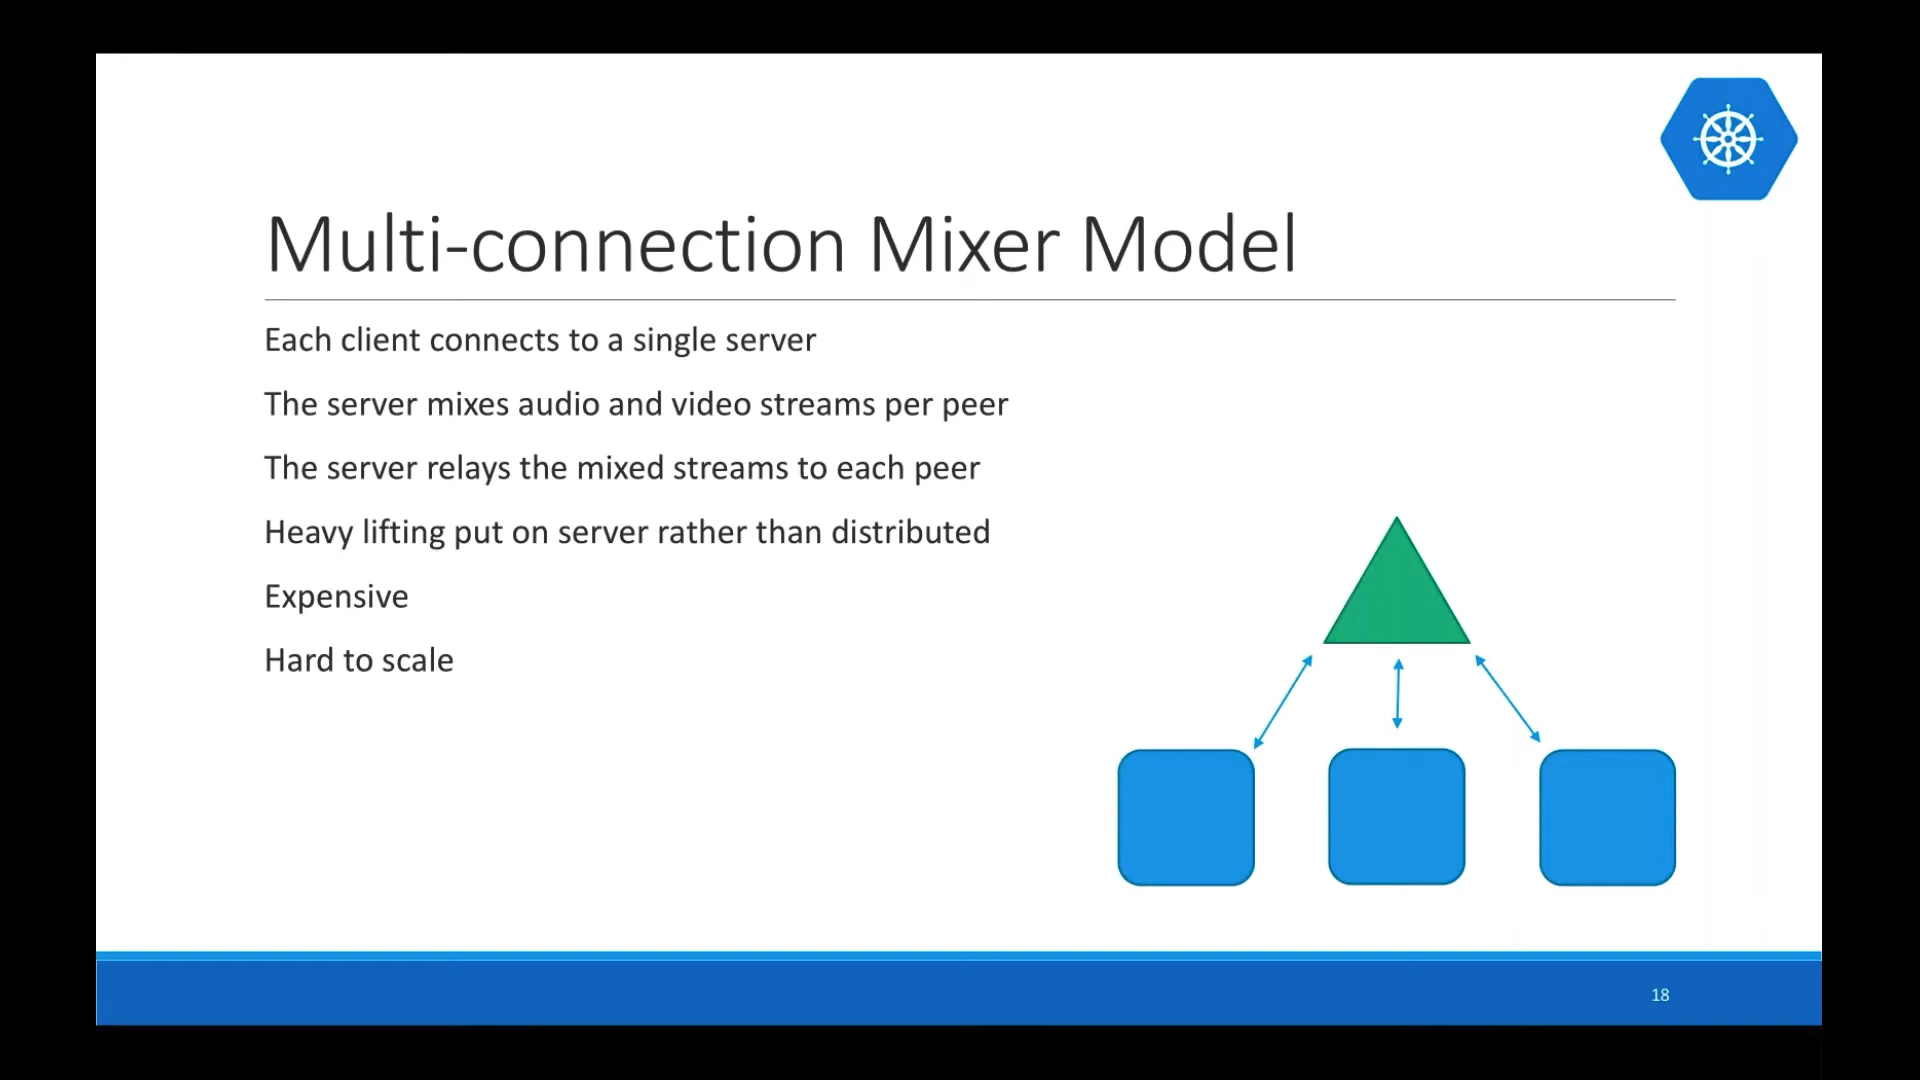 Multi-connection Mixer Model
Each client connects to a single server
The server mixes audio and video streams per peer
The server relays the mixed streams to each peer
Heavy lifting put on server rather than distributed
Expensive
Hard to scale
18